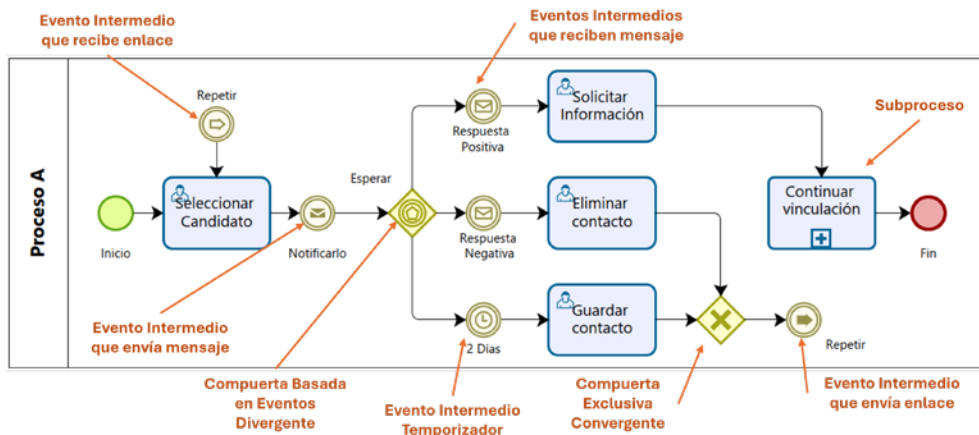 Evento Intermedio
que recibe enlace
Eventos Intermedios
que reciben mensaje
Subproceso
Proceso A
Repetir
Inicio
Seleccionar
Candidato
Notificarlo
Esperar
Respuesta
Positiva
Solicitar
Información
Respuesta
Negativa
Eliminar
contacto
2 Días
Guardar
contacto
Continuar
vinculación
Fin
Repetir
Evento Intermedio
que envía mensaje
Compuerta Basada
en Eventos
Divergente
Evento Intermedio
Temporizador
Compuerta
Exclusiva
Convergente
Evento Intermedio
que envía enlace